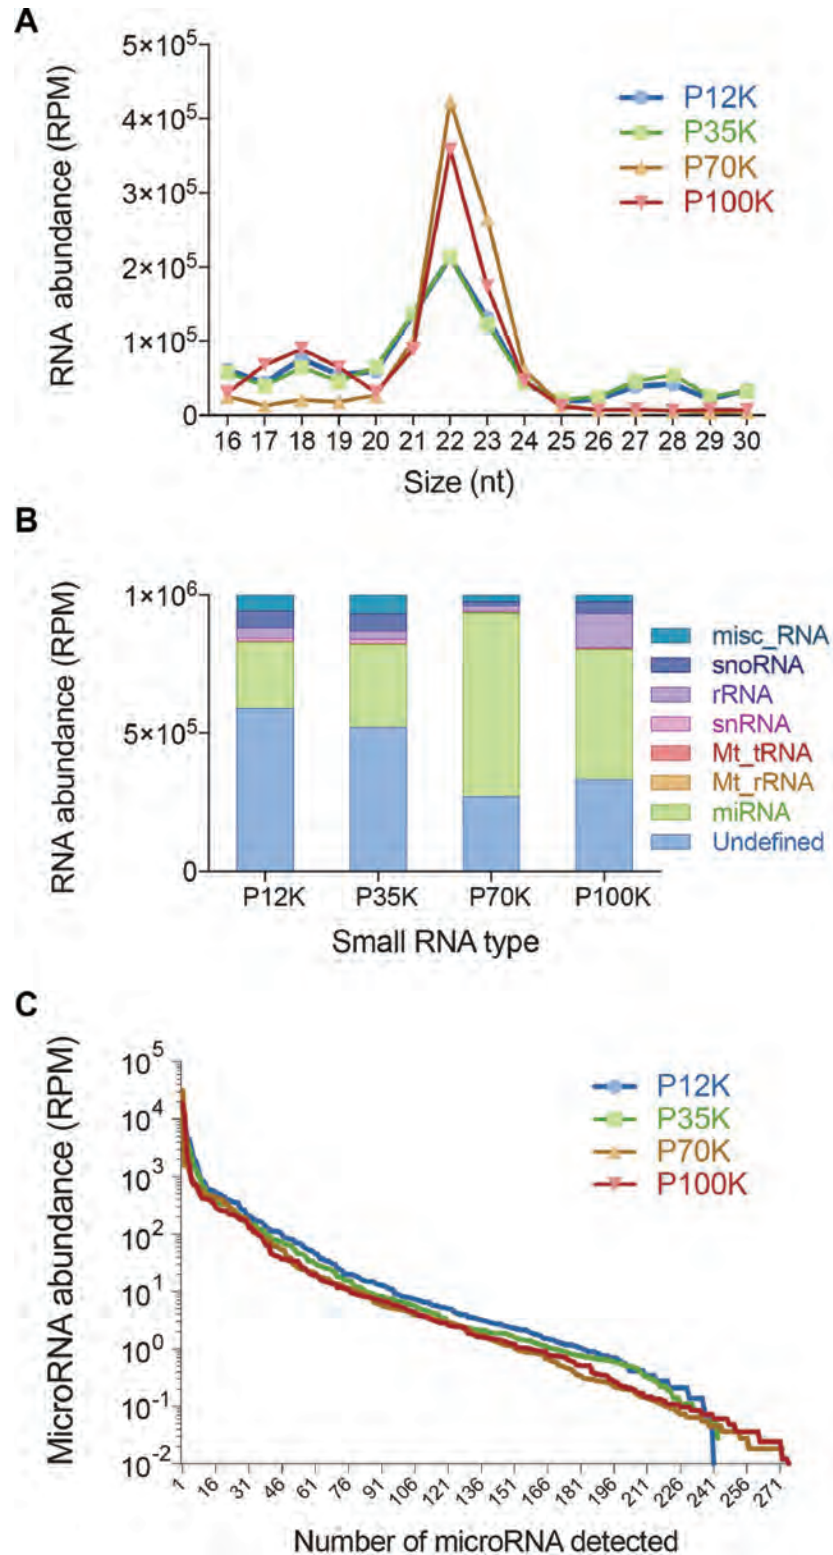 A
RNA abundance (RPM)
5×10⁵
4×10⁵
3×10⁵
2×10⁵
1×10⁵
0
P12K
P35K
P70K
P100K
16 17 18 19 20 21 22 23 24 25 26 27 28 29 30
Size (nt)
B
RNA abundance (RPM)
1×10⁶
5×10⁵
0
misc_RNA
snoRNA
rRNA
snRNA
Mt_tRNA
Mt_rRNA
miRNA
Undefined
P12K P35K P70K P100K
Small RNA type
C
MicroRNA abundance (RPM)
10⁵
10⁴
10³
10²
10¹
10⁰
10⁻¹
10⁻²
P12K
P35K
P70K
P100K
1 16 31 46 61 76 91 106 121 136 151 166 181 196 211 226 241 256 271
Number of microRNA detected